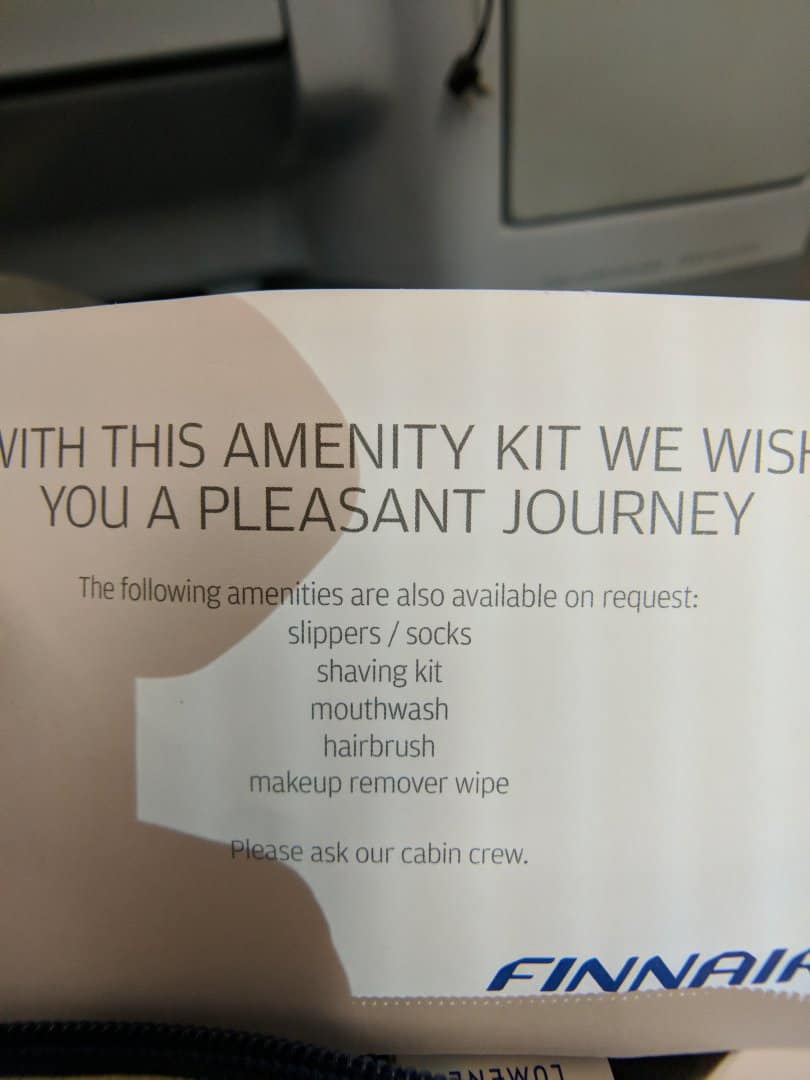 WITH THIS AMENITY KIT WE WISH
YOU A PLEASANT JOURNEY
The following amenities are also available on request:
slippers / socks
shaving kit
mouthwash
hairbrush
makeup remover wipe
Please ask our cabin crew.
FINNAIR
LUMENE